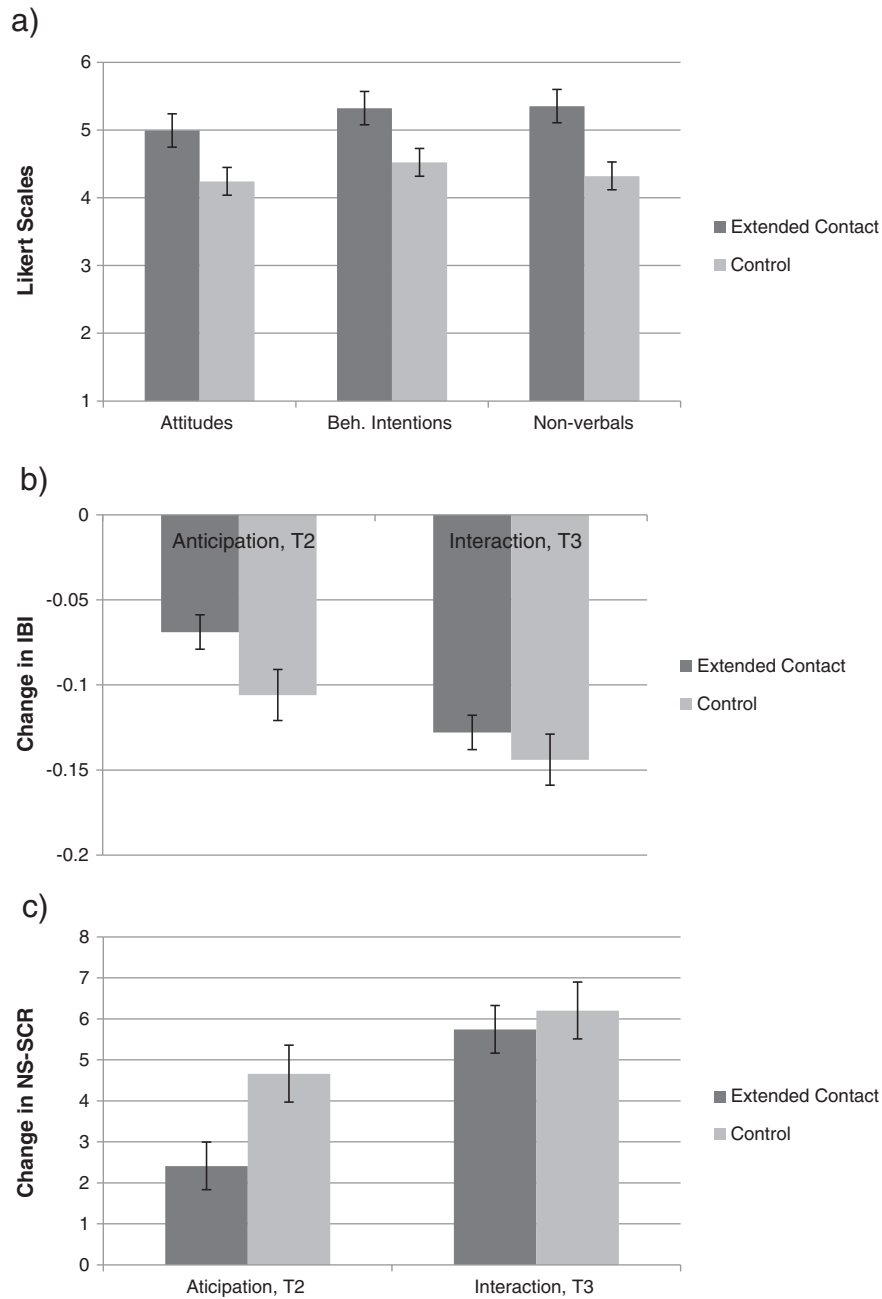 a)
6
5
4
3
2
1
Likert Scales
Attitudes Beh. Intentions Non-verbals
Extended Contact
Control
b)
0
-0.05
-0.1
-0.15
-0.2
Change in IBI
Anticipation, T2 Interaction, T3
Extended Contact
Control
c)
8
7
6
5
4
3
2
1
0
Change in NS-SCR
Aticipation, T2 Interaction, T3
Extended Contact
Control